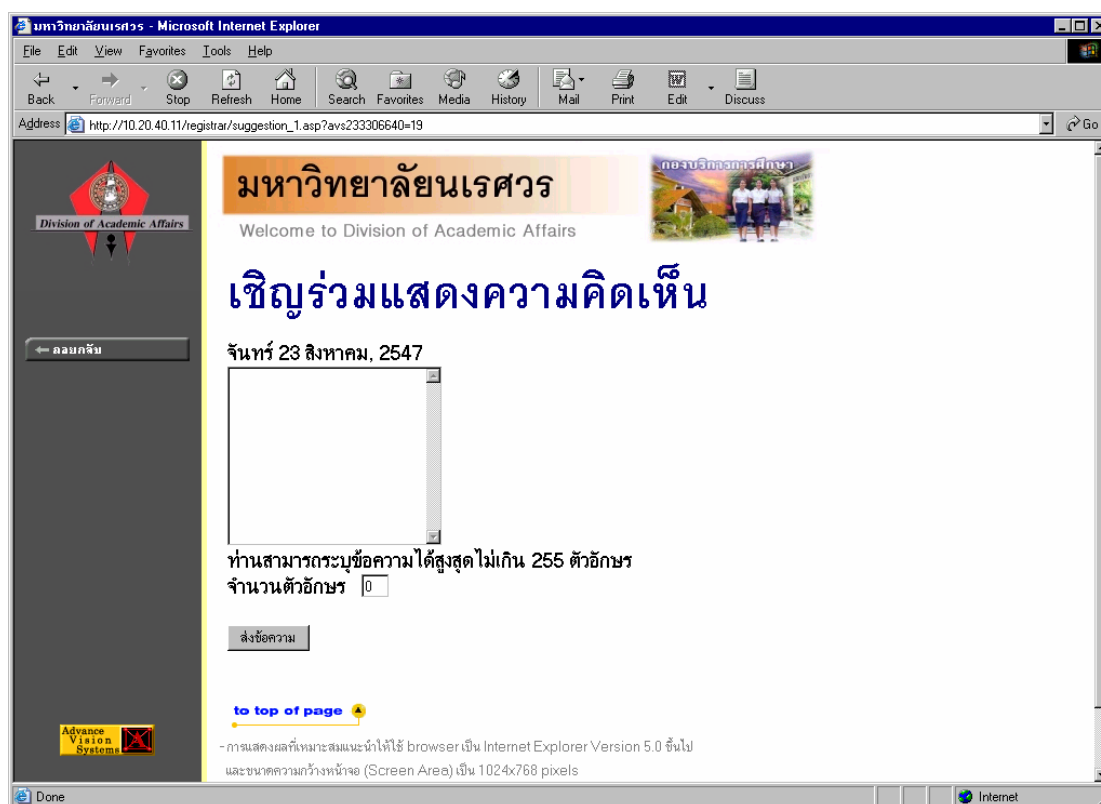 มหาวิทยาลัยนเรศวร - Microsoft Internet Explorer
File Edit View Favorites Tools Help
Back Forward Stop Refresh Home Search Favorites Media History Mail Print Edit Discuss
Address http://10.20.40.11/registrar/suggestion_1.asp?avs233306640=19 Go
Division of Academic Affairs
มหาวิทยาลัยนเรศวร
กองบริการการศึกษา
Welcome to Division of Academic Affairs
เชิญร่วมแสดงความคิดเห็น
ถอยกลับ
จันทร์ 23 สิงหาคม, 2547
ท่านสามารถระบุข้อความได้สูงสุดไม่เกิน 255 ตัวอักษร
จำนวนตัวอักษร 0
ส่งข้อความ
to top of page
Advance
Vision
Systems
- การแสดงผลที่เหมาะสมแนะนำให้ใช้ browser เป็น Internet Explorer Version 5.0 ขึ้นไป
และขนาดความกว้างหน้าจอ (Screen Area) เป็น 1024x768 pixels
Done
Internet